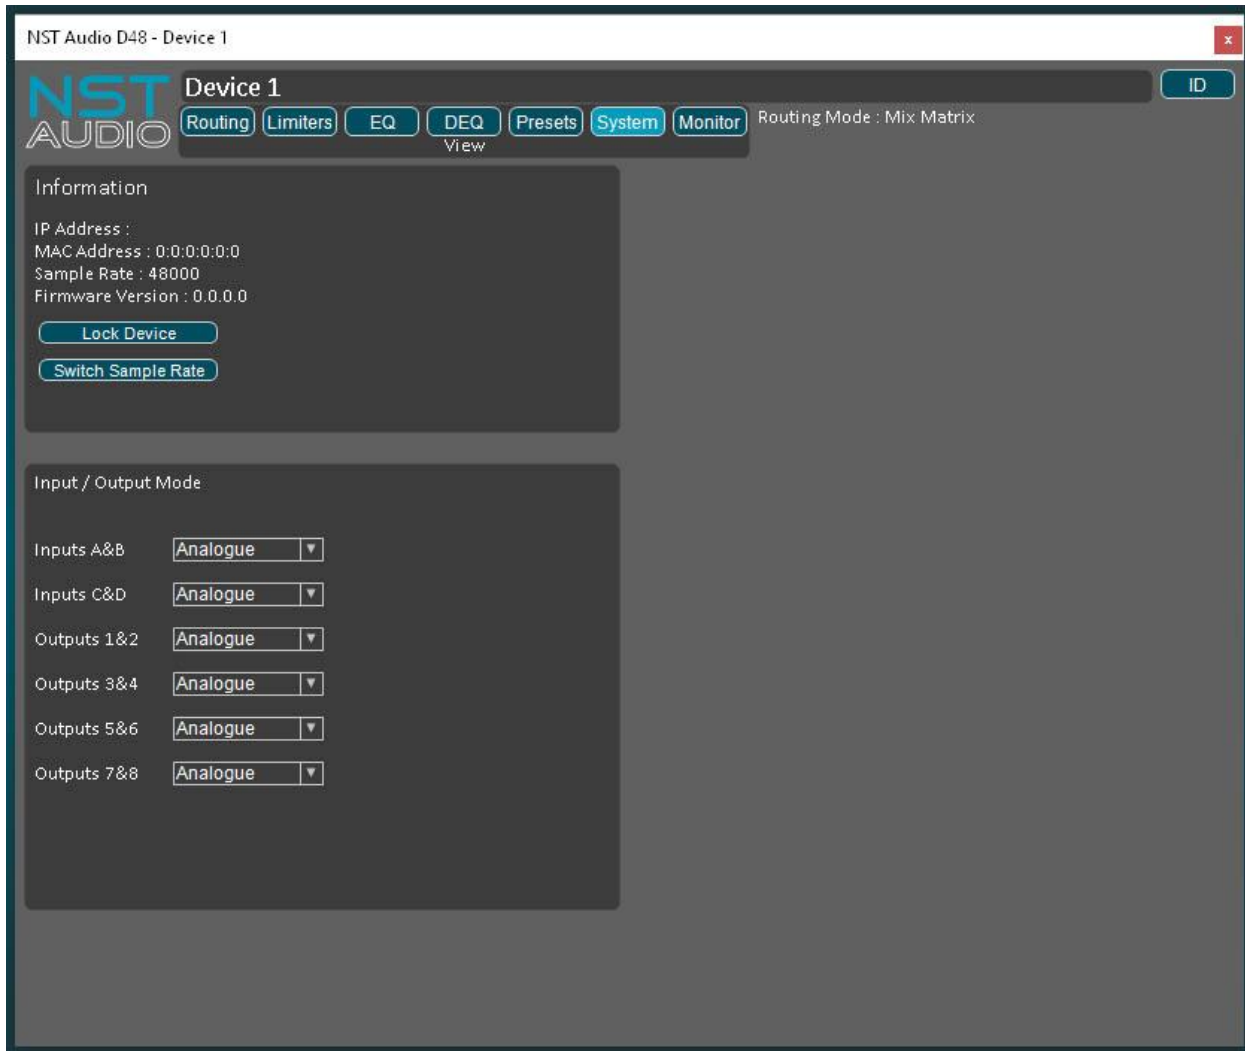 NST Audio D48 - Device 1
x
NST
AUDIO
Device 1
ID
Routing Limiters EQ DEQ Presets System Monitor
Routing Mode : Mix Matrix
View
Information
IP Address :
MAC Address : 0:0:0:0:0:0
Sample Rate : 48000
Firmware Version : 0.0.0.0
Lock Device
Switch Sample Rate
Input / Output Mode
Inputs A&B Analogue
Inputs C&D Analogue
Outputs 1&2 Analogue
Outputs 3&4 Analogue
Outputs 5&6 Analogue
Outputs 7&8 Analogue